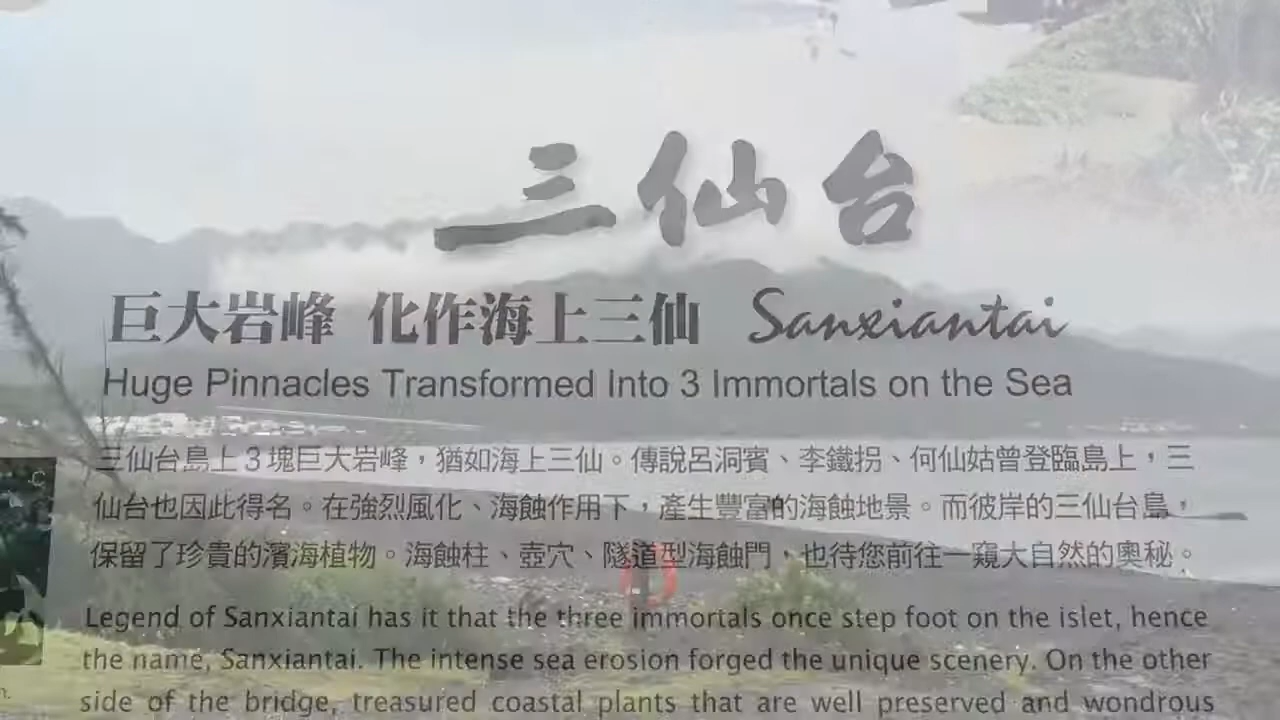 三仙台
巨大岩峰 化作海上三仙 Sanxiantai
Huge Pinnacles Transformed Into 3 Immortals on the Sea
三仙台島上3塊巨大岩峰，猶如海上三仙。傳說呂洞賓、李鐵拐、何仙姑曾登臨島上，三
C
仙台也因此得名。在強烈風化、海蝕作用下，產生豐富的海蝕地景。而彼岸的三仙台島，
保留了珍貴的濱海植物。海蝕柱、壺穴、隧道型海蝕門，也待您前往一窺大自然的奧秘。
Legend of Sanxiantai has it that the three immortals once step foot on the islet, hence
the name, Sanxiantai. The intense sea erosion forged the unique scenery. On the other
side of the bridge, treasured coastal plants that are well preserved and wondrous